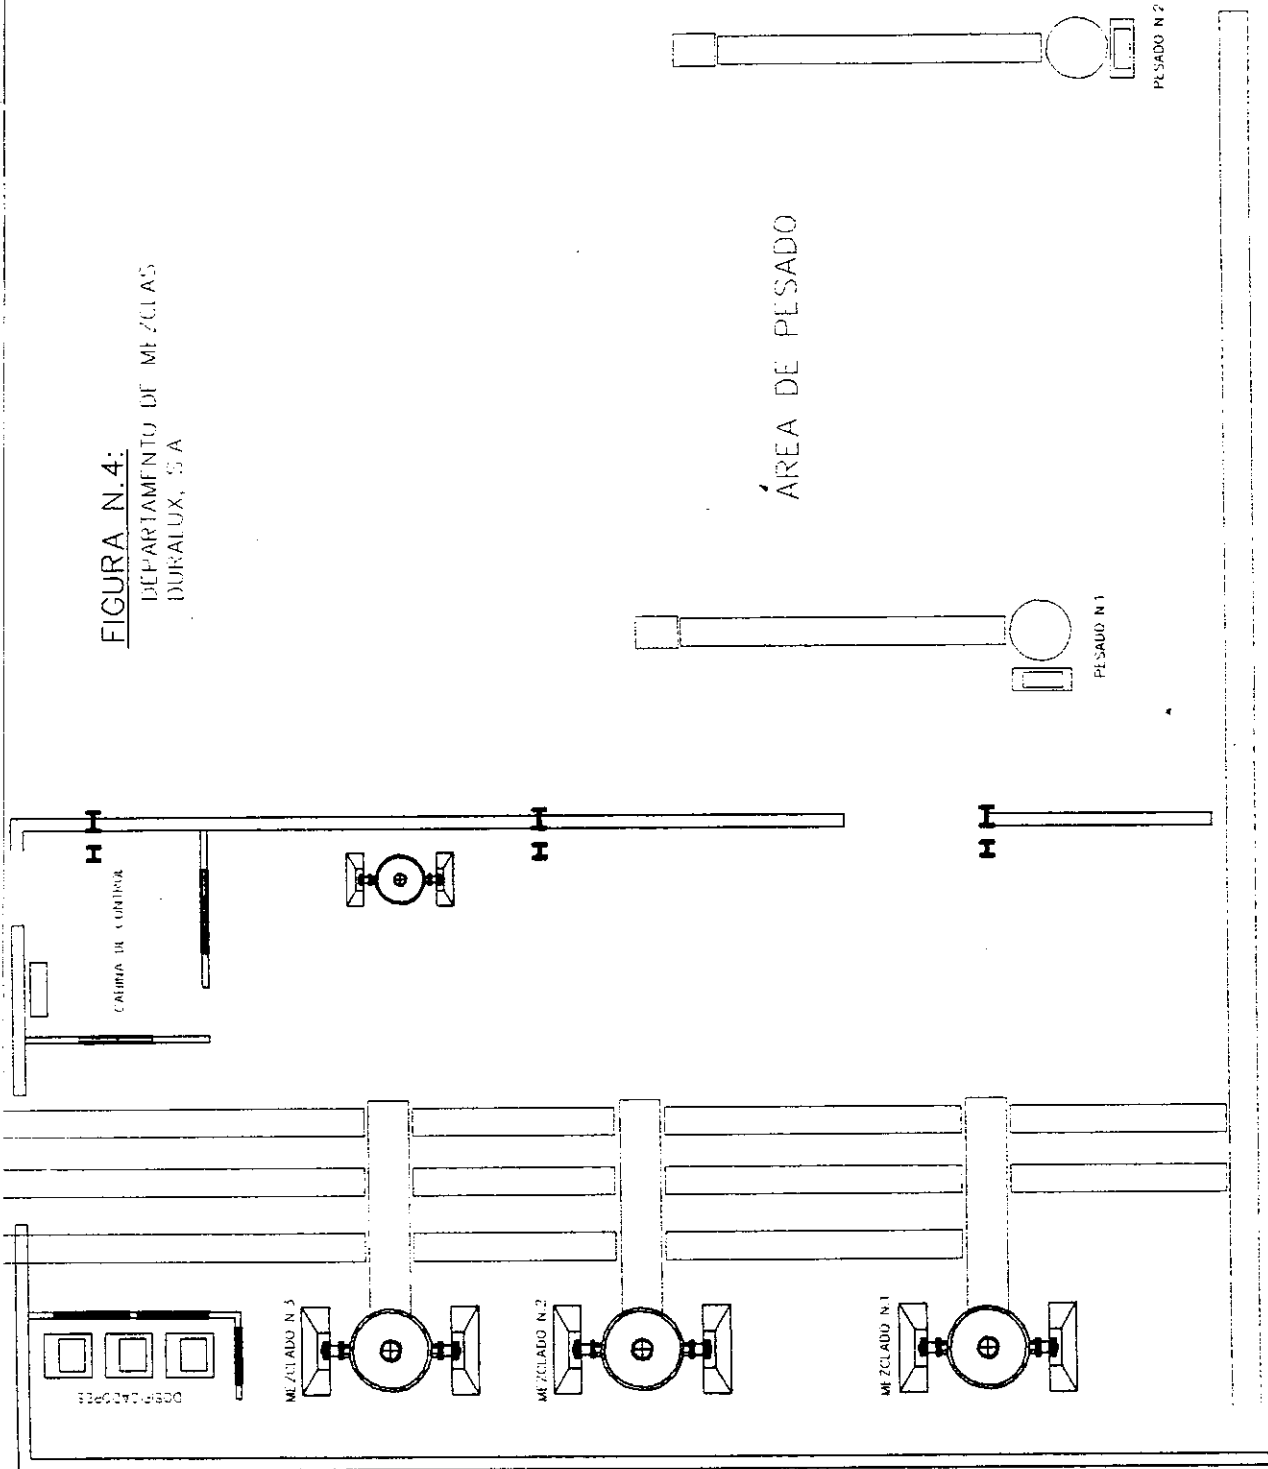 FIGURA N.4:
DEPARTAMENTO DE MEZCLAS
DURALUX, S A
ÁREA DE PESADO
PESADO N 2
PESADO N 1
CABINA DE CONTROL
DOSIFICADORES
MEZCLADO N. 3
MEZCLADO N. 2
MEZCLADO N. 1